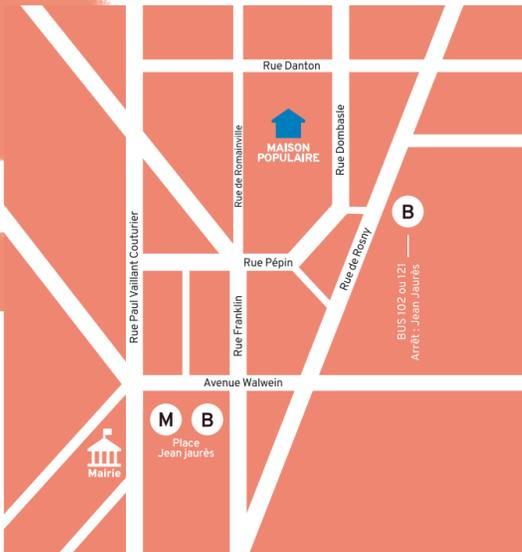 Rue Danton
MAISON
POPULAIRE
Rue de Romainville
Rue Dombasle
B
BUS 102 ou 121
Arrêt : Jean Jaurès
Rue de Rosny
Rue Paul Vaillant Couturier
Rue Pépin
Rue Franklin
Avenue Walwein
M B
Place
Jean jaurès
Mairie